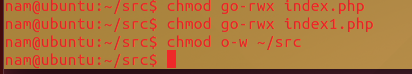 nam@ubuntu:~/src$ chmod go-rwx index.php
nam@ubuntu:~/src$ chmod go-rwx index1.php
nam@ubuntu:~/src$ chmod o-w ~/src
nam@ubuntu:~/src$